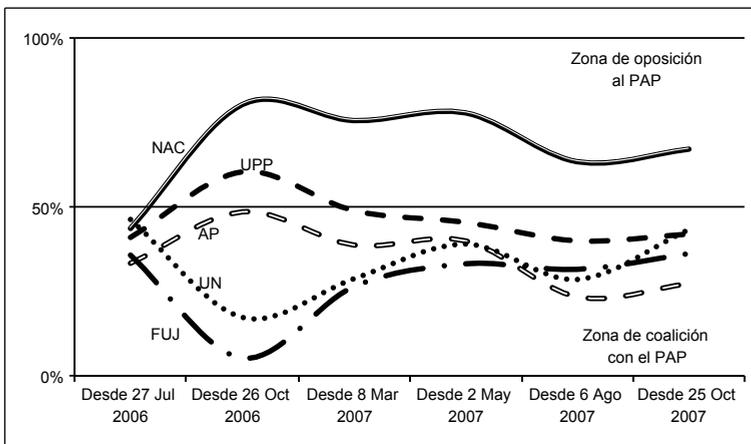 100%
Zona de oposición
al PAP
NAC
UPP
50%
AP
UN
FUJ
Zona de coalición
con el PAP
0%
Desde 27 Jul Desde 26 Oct Desde 8 Mar Desde 2 May Desde 6 Ago Desde 25 Oct
2006 2006 2007 2007 2007 2007